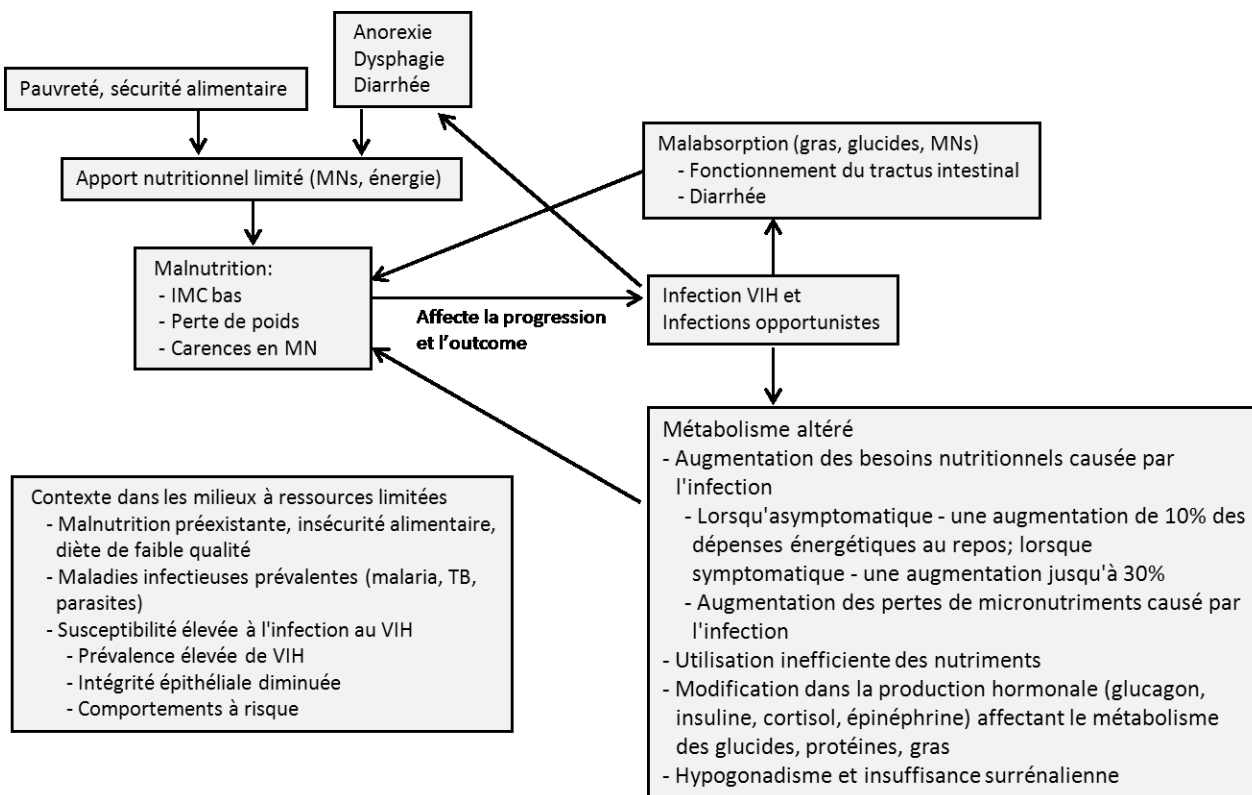 Anorexie
Dysphagie
Diarrhée
Pauvreté, sécurité alimentaire
Apport nutritionnel limité (MNs, énergie)
Malabsorption (gras, glucides, MNs)
- Fonctionnement du tractus intestinal
- Diarrhée
Malnutrition:
- IMC bas
- Perte de poids
- Carences en MN
Affecte la progression
et l'outcome
Infection VIH et
Infections opportunistes
Métabolisme altéré
- Augmentation des besoins nutritionnels causée par
l'infection
- Lorsqu'asymptomatique - une augmentation de 10% des
dépenses énergétiques au repos; lorsque
symptomatique - une augmentation jusqu'à 30%
- Augmentation des pertes de micronutriments causé par
l'infection
- Utilisation inefficiente des nutriments
- Modification dans la production hormonale (glucagon,
insuline, cortisol, épinéphrine) affectant le métabolisme
des glucides, protéines, gras
- Hypogonadisme et insuffisance surrénalienne
Contexte dans les milieux à ressources limitées
- Malnutrition préexistante, insécurité alimentaire,
diète de faible qualité
- Maladies infectieuses prévalentes (malaria, TB,
parasites)
- Susceptibilité élevée à l'infection au VIH
- Prévalence élevée de VIH
- Intégrité épithéliale diminuée
- Comportements à risque